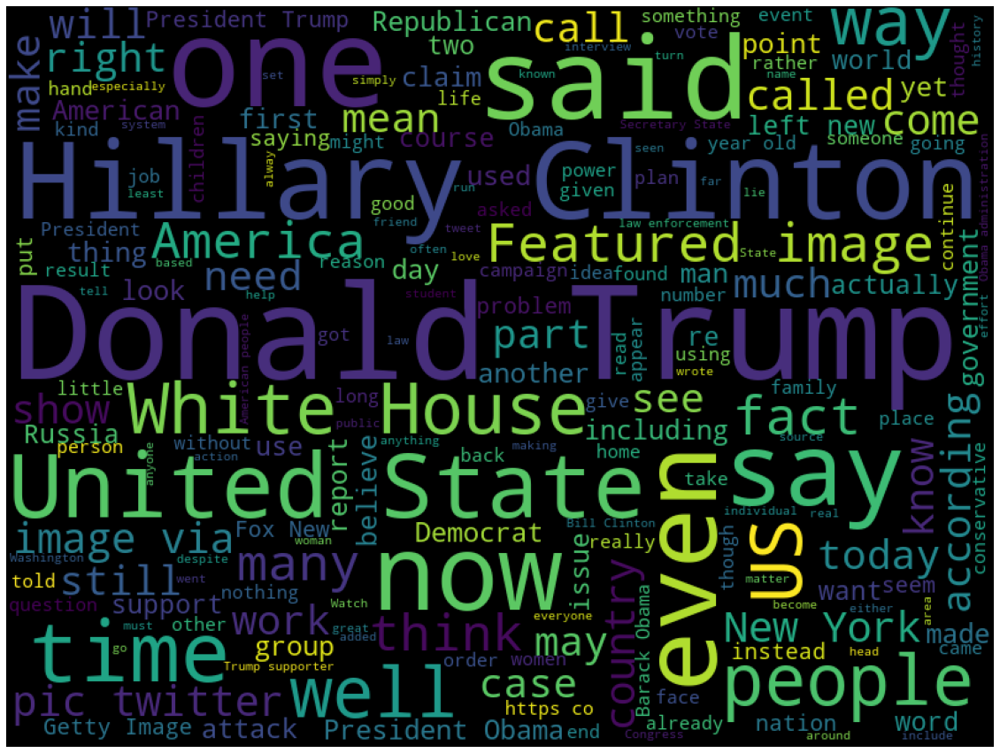 will President Trump Republican call something event way
make right one two said vote point world thought history
hand especially set simply claim interview known turn rather name
American first mean life called yet
kind system children saying might course Obama Secretary State left new come
alway job least Hillary Clinton used power given plan seen far year old someone going
good run asked lie
President America friend tweet law enforcement State continue Obama administration
put thing Featured image
result based need reason often love day campaign idea found man much actually government
tell look help student problem number effort
Donald Trump
American people got law part re read appear
another using wrote
little long give see family
show White House public including fact place
Russia person without use report anything making home source know according conservative
anyone action back take say
United State believe even individual real
image via Fox New Democrat Bill Clinton really though us today
Washington despite woman many now issue matter
told still went nothing Watch country want seem
question support become either area
time must other work great added think everyone may Barack Obama New York made
go group Trump supporter order women instead head came
pic twitter well case https co face people
Getty Image attack President Obama end Congress already nation around word include